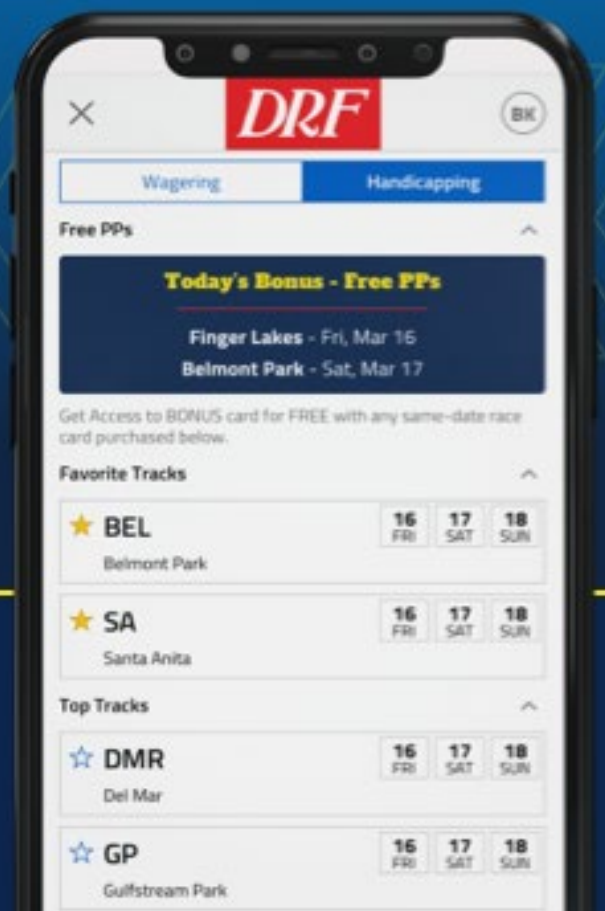 DRF
BK
Wagering
Handicapping
Free PPs
Today's Bonus - Free PPs
Finger Lakes - Fri, Mar 16
Belmont Park - Sat, Mar 17
Get Access to BONUS card for FREE with any same-date race
card purchased below.
Favorite Tracks
BEL
16 17 18
FRI SAT SUN
Belmont Park
SA
16 17 18
FRI SAT SUN
Santa Anita
Top Tracks
DMR
16 17 18
FRI SAT SUN
Del Mar
GP
16 17 18
FRI SAT SUN
Gulfstream Park